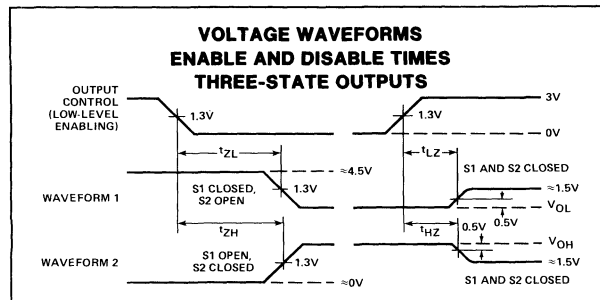 VOLTAGE WAVEFORMS
ENABLE AND DISABLE TIMES
THREE-STATE OUTPUTS
OUTPUT
CONTROL
(LOW-LEVEL
ENABLING)
1.3V
1.3V
3V
0V
tZL
tLZ
S1 AND S2 CLOSED
≈4.5V
WAVEFORM 1
S1 CLOSED,
S2 OPEN
1.3V
≈1.5V
VOL
0.5V
tZH
tHZ
0.5V
VOH
WAVEFORM 2
S1 OPEN,
S2 CLOSED
1.3V
≈1.5V
≈0V
S1 AND S2 CLOSED